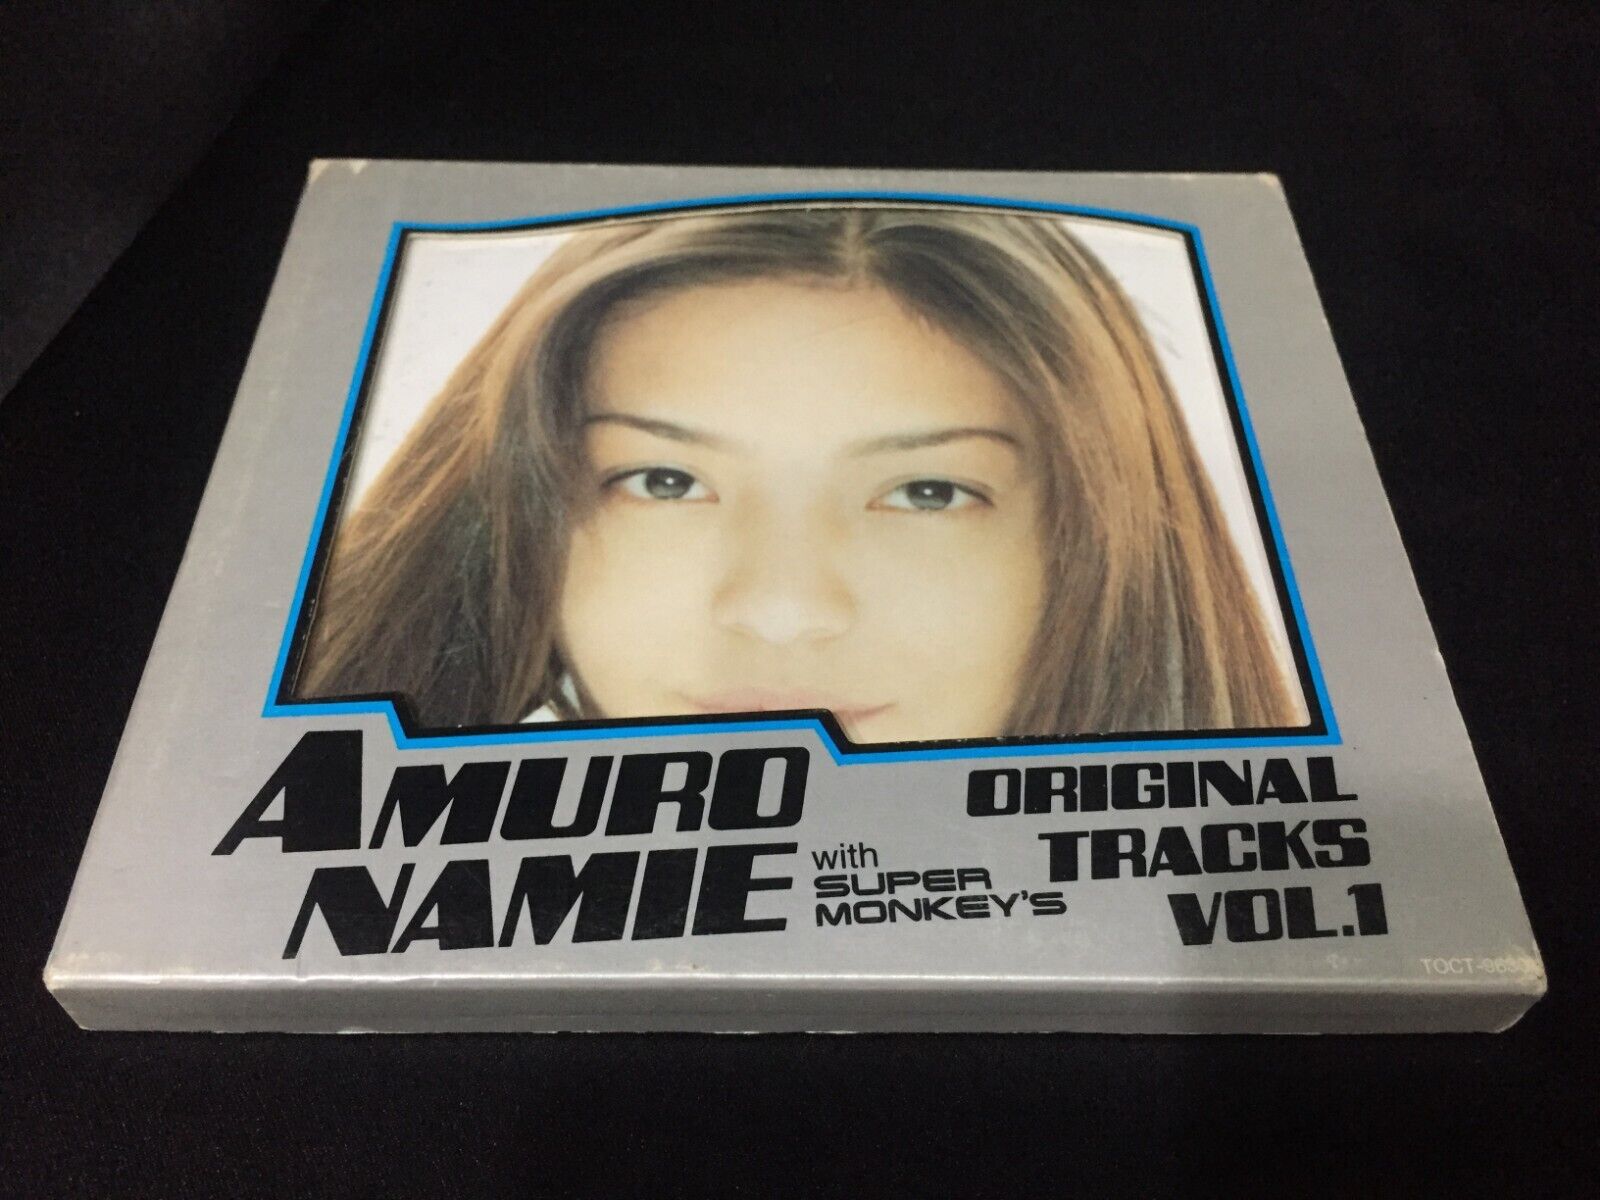 AMURO
NAMIE
with
SUPER
MONKEY'S
ORIGINAL
TRACKS
VOL.1